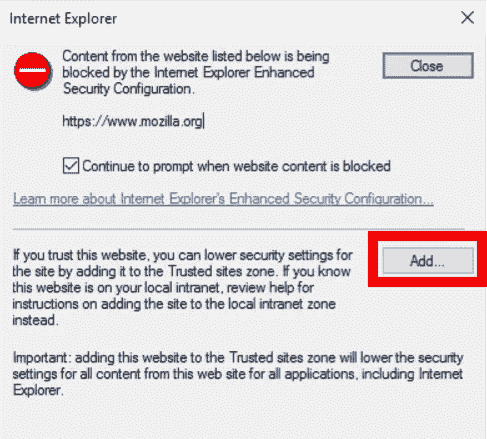 Internet Explorer
Content from the website listed below is being
blocked by the Internet Explorer Enhanced
Security Configuration.
Close
https://www.mozilla.org
Continue to prompt when website content is blocked
Learn more about Internet Explorer's Enhanced Security Configuration...
If you trust this website, you can lower security settings for
the site by adding it to the Trusted sites zone. If you know
this website is on your local intranet, review help for
instructions on adding the site to the local intranet zone
instead.
Add...
Important: adding this website to the Trusted sites zone will lower the security
settings for all content from this web site for all applications, including Internet
Explorer.